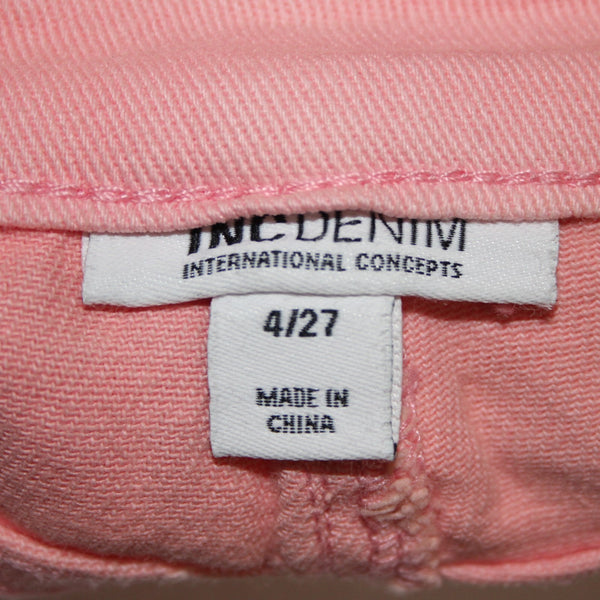 INC DENIM
INTERNATIONAL CONCEPTS
4/27
MADE IN
CHINA